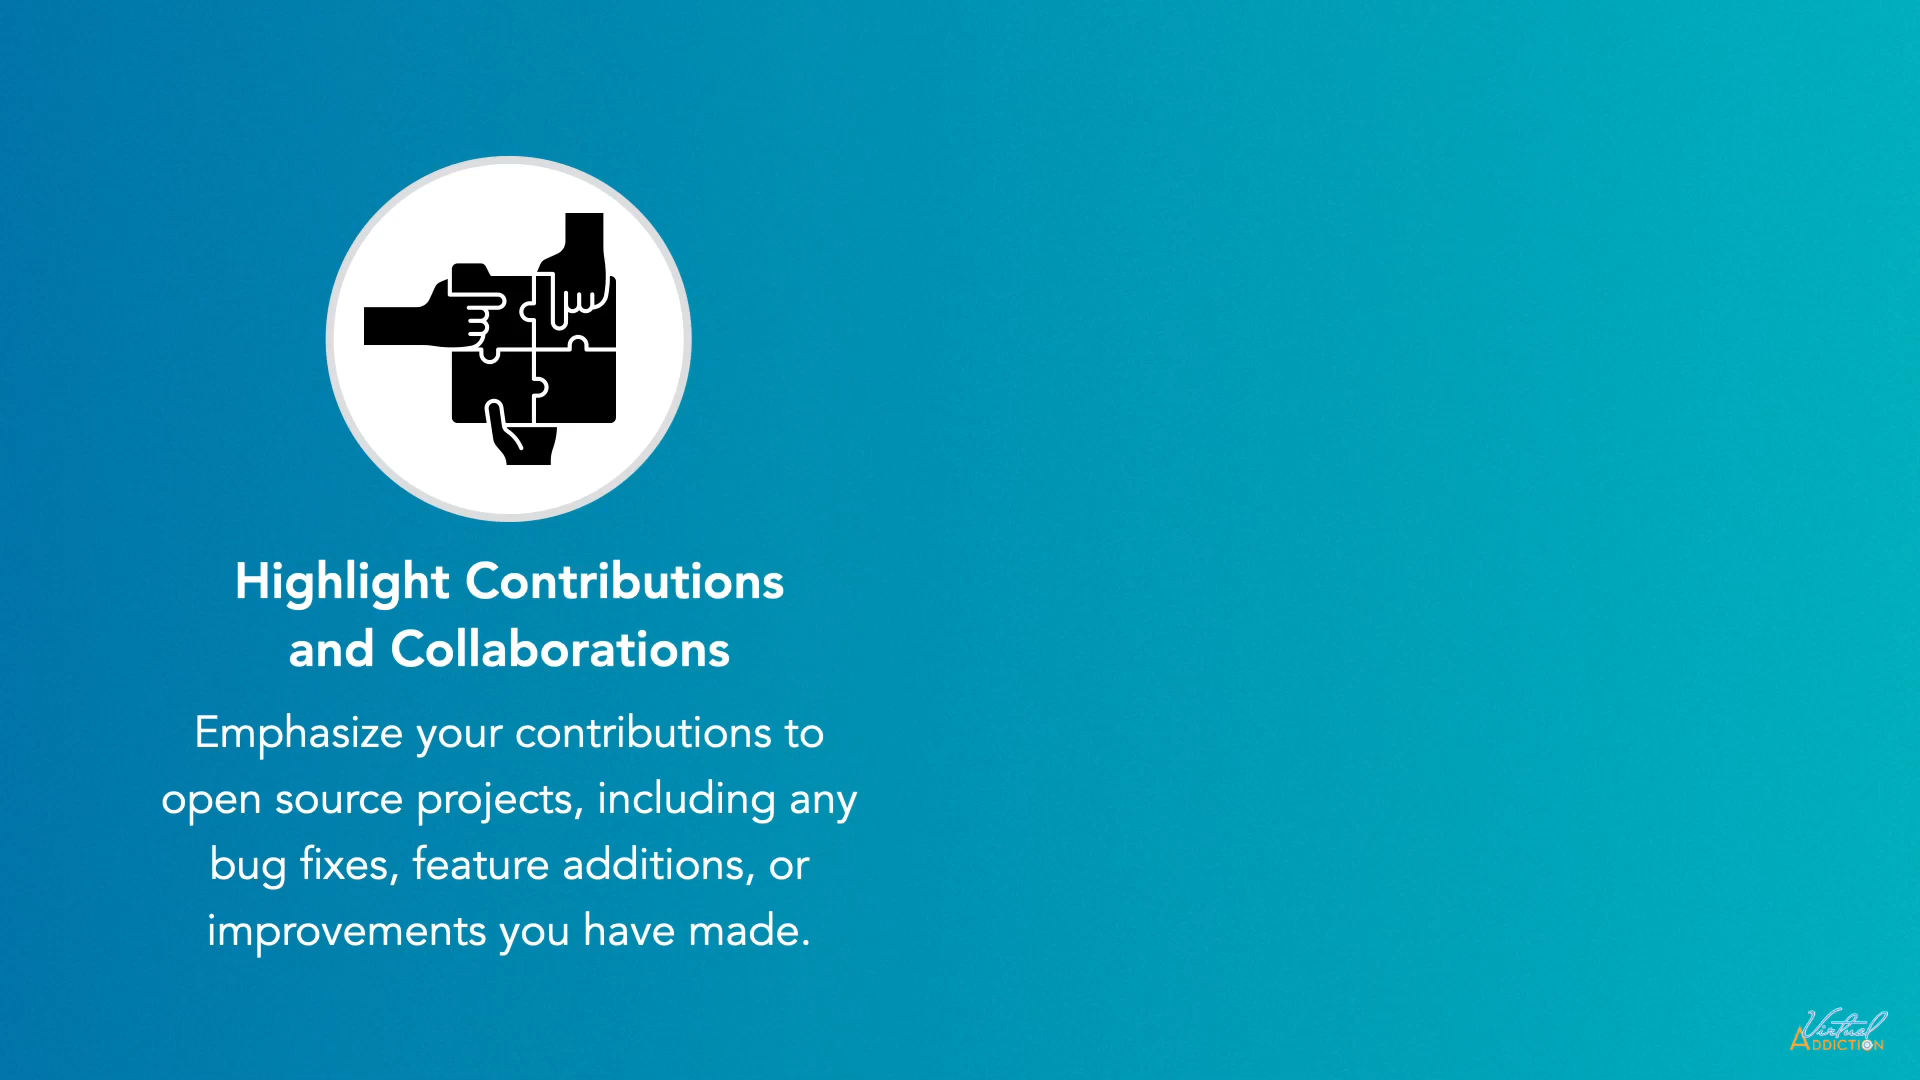 Highlight Contributions
and Collaborations
Emphasize your contributions to
open source projects, including any
bug fixes, feature additions, or
improvements you have made.
Virtual
ADDICTION